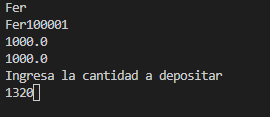 Fer
Fer100001
1000.0
1000.0
Ingresa la cantidad a depositar
1320